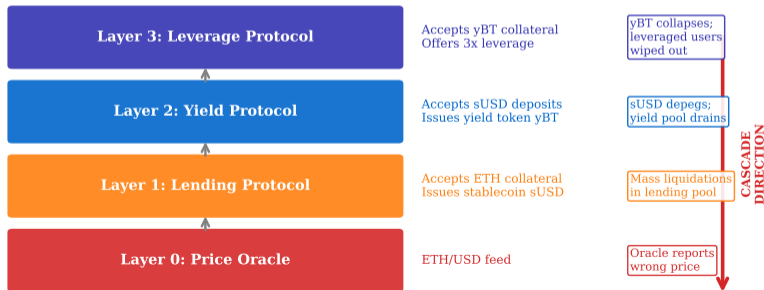 Layer 3: Leverage Protocol
Accepts yBT collateral
Offers 3x leverage
yBT collapses;
leveraged users
wiped out
Layer 2: Yield Protocol
Accepts sUSD deposits
Issues yield token yBT
sUSD depegs;
yield pool drains
Layer 1: Lending Protocol
Accepts ETH collateral
Issues stablecoin sUSD
Mass liquidations
in lending pool
CASCADE
DIRECTION
Layer 0: Price Oracle
ETH/USD feed
Oracle reports
wrong price